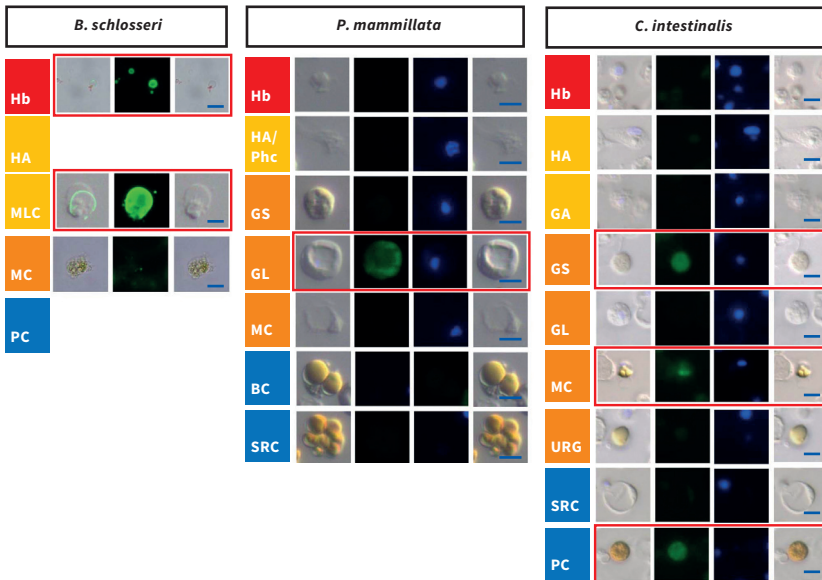 B. schlosseri
Hb
HA
MLC
MC
PC
P. mammillata
Hb
HA/
Phc
GS
GL
MC
BC
SRC
C. intestinalis
Hb
HA
GA
GS
GL
MC
URG
SRC
PC